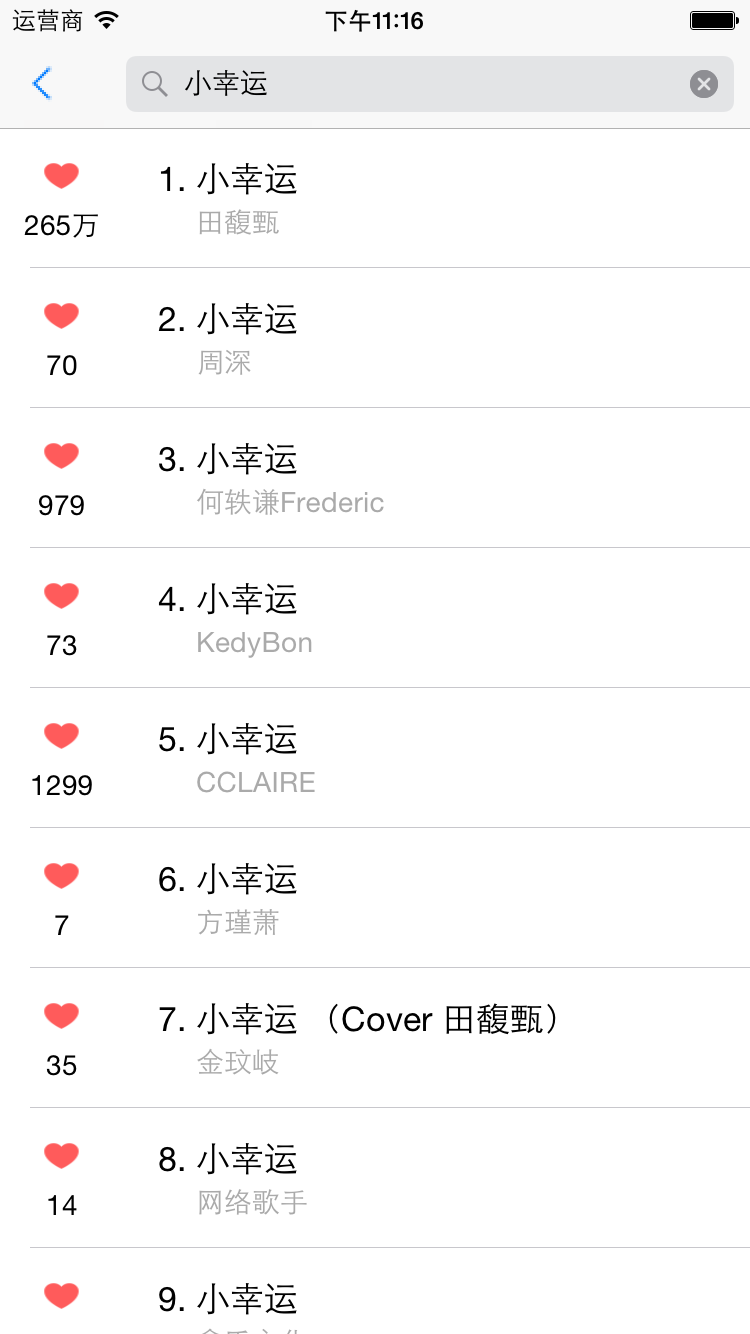 运营商 下午11:16
小幸运
1. 小幸运
265万 田馥甄
2. 小幸运
70 周深
3. 小幸运
979 何轶谦Frederic
4. 小幸运
73 KedyBon
5. 小幸运
1299 CCLAIRE
6. 小幸运
7 方瑾萧
7. 小幸运 （Cover 田馥甄）
35 金玟岐
8. 小幸运
14 网络歌手
9. 小幸运